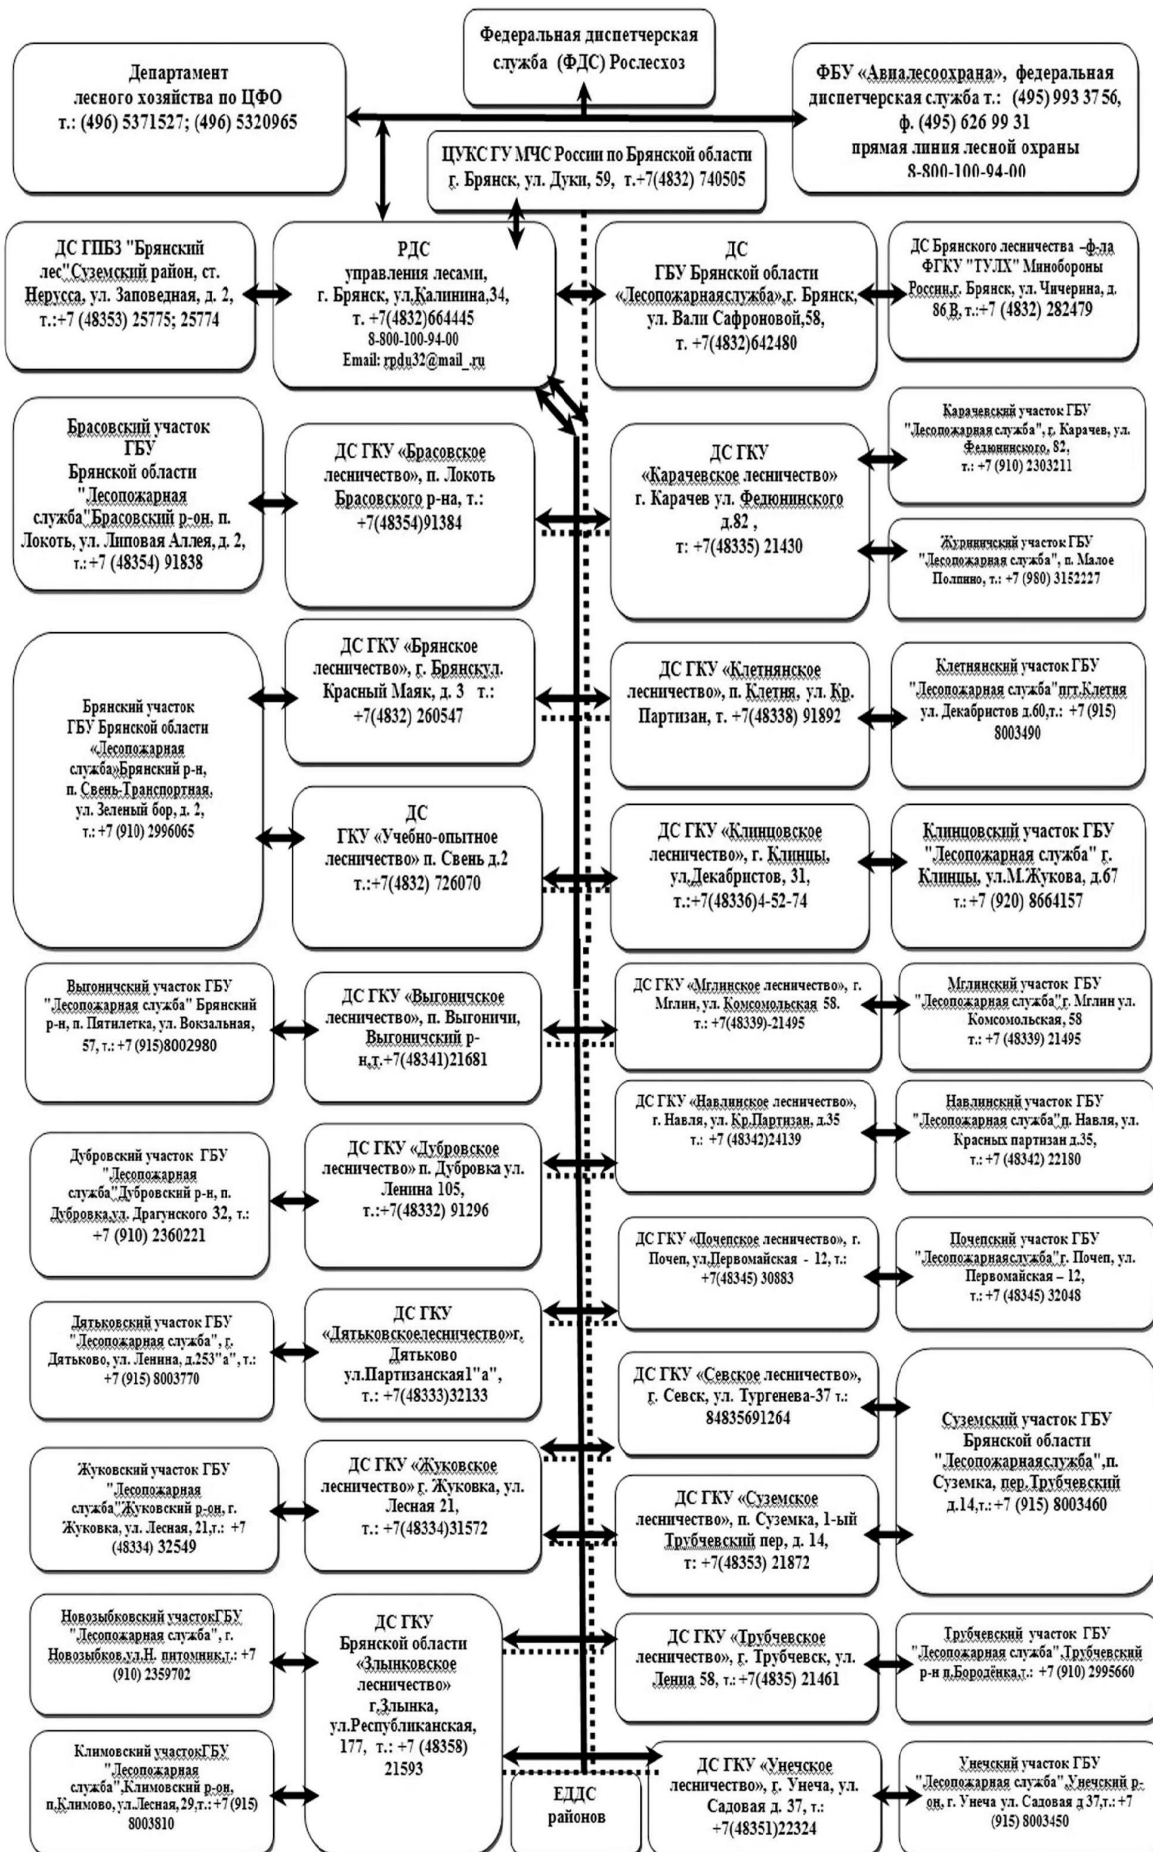 Федеральная диспетчерская
служба (ФДС) Рослесхоз
Департамент
лесного хозяйства по ЦФО
т.: (496) 5371527; (496) 5320965
ФБУ «Авиалесоохрана», федеральная
диспетчерская служба т.: (495) 993 37 56,
ф. (495) 626 99 31
прямая линия лесной охраны
8-800-100-94-00
ЦУКС ГУ МЧС России по Брянской области
г. Брянск, ул. Дуки, 59, т.+7(4832) 740505
ДС ГПБЗ "Брянский
лес"Суземский район, ст.
Нерусса, ул. Заповедная, д. 2,
т.:+7 (48353) 25775; 25774
РДС
управления лесами,
г. Брянск, ул,Калинина,34,
т. +7(4832)664445
8-800-100-94-00
Email: rpdu32@mail_.ru
ДС
ГБУ Брянской области
«Лесопожарнаяслужба»,г. Брянск,
ул. Вали Сафроновой,58,
т. +7(4832)642480
ДС Брянского лесничества –ф-ла
ФГКУ "ТУЛХ" Минобороны
России,г. Брянск, ул. Чичерина, д.
86 В, т.:+7 (4832) 282479
Брасовский участок
ГБУ
Брянской области
"Лесопожарная
служба"Брасовский р-он, п.
Локоть, ул. Липовая Аллея, д. 2,
т.:+7 (48354) 91838
ДС ГКУ «Брасовское
лесничество», п. Локоть
Брасовского р-на, т.:
+7(48354)91384
ДС ГКУ
«Карачевское лесничество»
г. Карачев ул. Федюнинского
д.82 ,
т: +7(48335) 21430
Карачевский участок ГБУ
"Лесопожарная служба", г. Карачев, ул.
Федюнинского, 82,
т.: +7 (910) 2303211
Журиничский участок ГБУ
"Лесопожарная служба", п. Малое
Полпино, т.: +7 (980) 3152227
Брянский участок
ГБУ Брянской области
«Лесопожарная
служба»Брянский р-н,
п. Свень-Транспортная,
ул. Зеленый бор, д. 2,
т.: +7 (910) 2996065
ДС ГКУ «Брянское
лесничество», г. Брянскул.
Красный Маяк, д. 3 т.:
+7(4832) 260547
ДС ГКУ «Клетнянское
лесничество», п. Клетня, ул. Кр.
Партизан, т. +7(48338) 91892
Клетнянский участок ГБУ
"Лесопожарная служба"пгт.Клетня
ул. Декабристов д.60,т.: +7 (915)
8003490
ДС
ГКУ «Учебно-опытное
лесничество» п. Свень д.2
т.:+7(4832) 726070
ДС ГКУ «Клинцовское
лесничество», г. Клинцы,
ул,Декабристов, 31,
т.:+7(48336)4-52-74
Клинцовский участок ГБУ
"Лесопожарная служба" г.
Клинцы, ул.М.Жукова, д.67
т.: +7 (920) 8664157
Выгоничский участок ГБУ
"Лесопожарная служба" Брянский
р-н, п. Пятилетка, ул. Вокзальная,
57, т.: +7 (915)8002980
ДС ГКУ «Выгоничское
лесничество», п. Выгоничи,
Выгоничский р-
н,т.+7(48341)21681
ДС ГКУ «Мглинское лесничество», г.
Мглин, ул. Комсомольская 58.
т.: +7(48339)-21495
Мглинский участок ГБУ
"Лесопожарная служба"г. Мглин ул.
Комсомольская, 58
т.: +7 (48339) 21495
ДС ГКУ «Навлинское лесничество»,
г. Навля, ул. Кр.Партизан, д.35
т.: +7 (48342)24139
Навлинский участок ГБУ
"Лесопожарная служба"п. Навля, ул.
Красных партизан д.35,
т.: +7 (48342) 22180
Дубровский участок ГБУ
"Лесопожарная
служба"Дубровский р-н, п.
Дубровка,ул. Драгунского 32, т.:
+7 (910) 2360221
ДС ГКУ «Дубровское
лесничество» п. Дубровка ул.
Ленина 105,
т.:+7(48332) 91296
ДС ГКУ «Почепское лесничество», г.
Почеп, ул,Первомайская - 12, т.:
+7(48345) 30883
Почепский участок ГБУ
"Лесопожарнаяслужба"г. Почеп, ул.
Первомайская – 12,
т.: +7 (48345) 32048
Дятьковский участок ГБУ
"Лесопожарная служба", г.
Дятьково, ул. Ленина, д.253"а", т.:
+7 (915) 8003770
ДС ГКУ
«Дятьковскоелесничество»г.
Дятьково
ул.Партизанская1"а",
т.: +7(48333)32133
ДС ГКУ «Севское лесничество»,
г. Севск, ул. Тургенева-37 т.:
84835691264
Суземский участок ГБУ
Брянской области
"Лесопожарнаяслужба",п.
Суземка, пер.Трубчевский
д.14,т.:+7 (915) 8003460
Жуковский участок ГБУ
"Лесопожарная
служба"Жуковский р-он, г.
Жуковка, ул. Лесная, 21,т.: +7
(48334) 32549
ДС ГКУ «Жуковское
лесничество» г. Жуковка, ул.
Лесная 21,
т.: +7(48334)31572
ДС ГКУ «Суземское
лесничество», п. Суземка, 1-ый
Трубчевский пер, д. 14,
т: +7(48353) 21872
Новозыбковский участокГБУ
"Лесопожарная служба", г.
Новозыбков,ул.Н. питомник,т.: +7
(910) 2359702
ДС ГКУ
Брянской области
«Злынковское
лесничество»
г,Злынка,
ул.Республиканская,
177, т.: +7 (48358)
21593
ДС ГКУ «Трубчевское
лесничество», г. Трубчевск, ул.
Лениа 58, т.:+7(4835) 21461
Трубчевский участок ГБУ
"Лесопожарная служба",Трубчевский
р-н п.Бородёнка,т.: +7 (910) 2995660
Климовский участокГБУ
"Лесопожарная
служба",Климовский р-он,
п,Климово, ул.Лесная, 29,т.:+7 (915)
8003810
ЕДДС
районов
ДС ГКУ «Унечское
лесничество», г. Унеча, ул.
Садовая д. 37, т.:
+7(48351)22324
Унечский участок ГБУ
"Лесопожарная служба",Унечский р-
он, г. Унеча ул. Садовая д 37,т.: +7
(915) 8003450